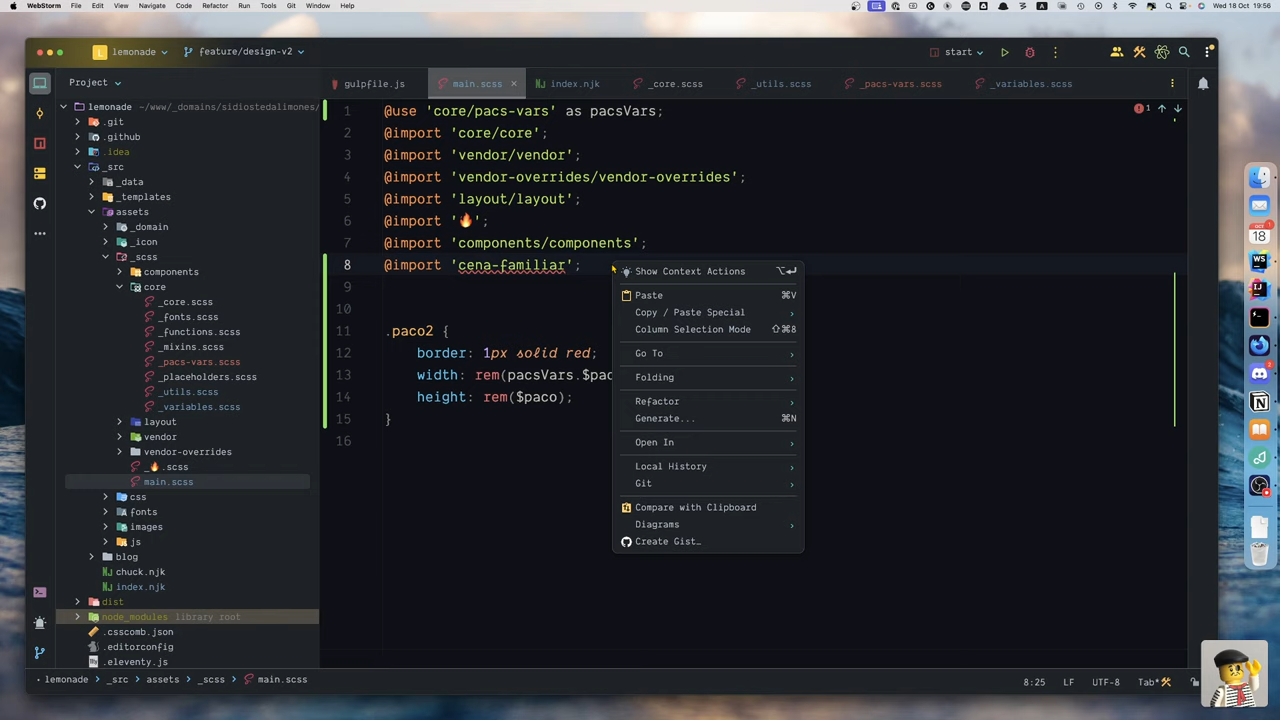 WebStorm File Edit View Navigate Code Refactor Run Tools Git Window Help
Wed 18 Oct 19:56
L lemonade feature/design-v2 start
Project
gulpfile.js main.scss index.njk _core.scss _utils.scss _pacs-vars.scss _variables.scss
lemonade ~/www/_domains/sidiostedalimones/
.git
.github
.idea
_src
_data
_templates
assets
_domain
_icon
_scss
components
core
_core.scss
_fonts.scss
_functions.scss
_mixins.scss
_pacs-vars.scss
_placeholders.scss
_utils.scss
_variables.scss
layout
vendor
vendor-overrides
_🔥.scss
main.scss
css
fonts
images
js
blog
chuck.njk
index.njk
dist
node_modules library root
.csscomb.json
.editorconfig
.eleventy.js
1 @use 'core/pacs-vars' as pacsVars;
2 @import 'core/core';
3 @import 'vendor/vendor';
4 @import 'vendor-overrides/vendor-overrides';
5 @import 'layout/layout';
6 @import '🔥';
7 @import 'components/components';
8 @import 'cena-familiar';
9
10
11 .paco2 {
12 border: 1px solid red;
13 width: rem(pacsVars.$pac
14 height: rem($paco);
15 }
16
1
Show Context Actions ⌥↩
Paste ⌘V
Copy / Paste Special
Column Selection Mode ⇧⌘8
Go To
Folding
Refactor
Generate... ⌘N
Open In
Local History
Git
Compare with Clipboard
Diagrams
Create Gist…
18
lemonade > _src > assets > _scss > main.scss
8:25 LF UTF-8 Tab*